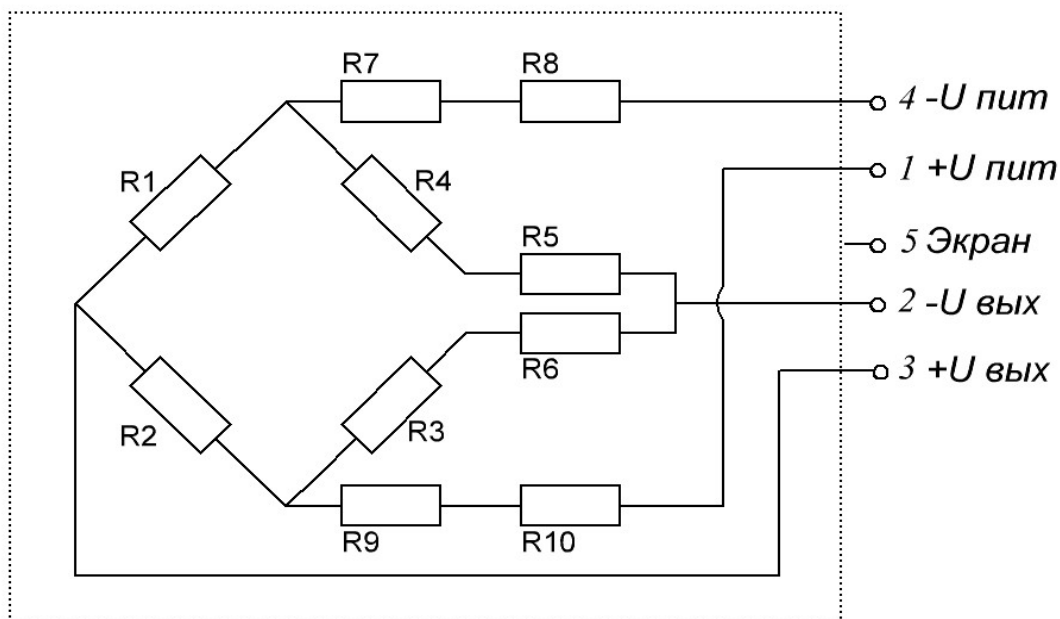 R7
R8
4 -U пит
R1
R4
1 +U пит
R5
5 Экран
2 -U вых
R6
3 +U вых
R2
R3
R9
R10